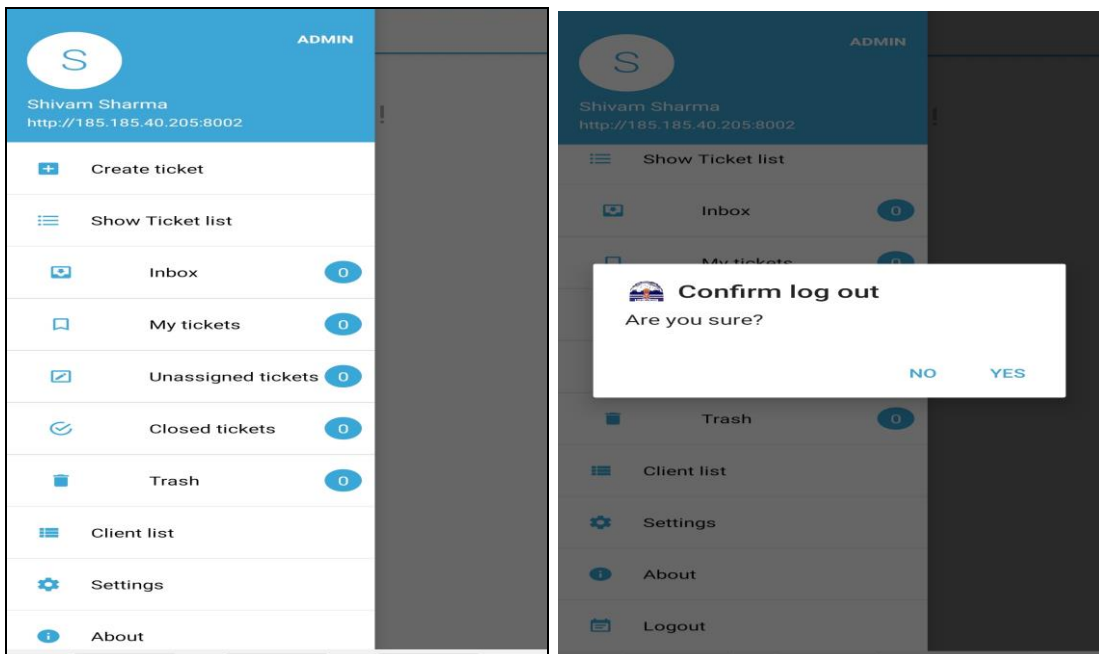 ADMIN
S
Shivam Sharma
http://185.185.40.205:8002
Create ticket
Show Ticket list
Inbox 0
My tickets 0
Unassigned tickets 0
Closed tickets 0
Trash 0
Client list
Settings
About
ADMIN
S
Shivam Sharma
http://185.185.40.205:8002
Show Ticket list
Inbox 0
My tickets 0
Confirm log out
Are you sure?
NO YES
Trash 0
Client list
Settings
About
Logout